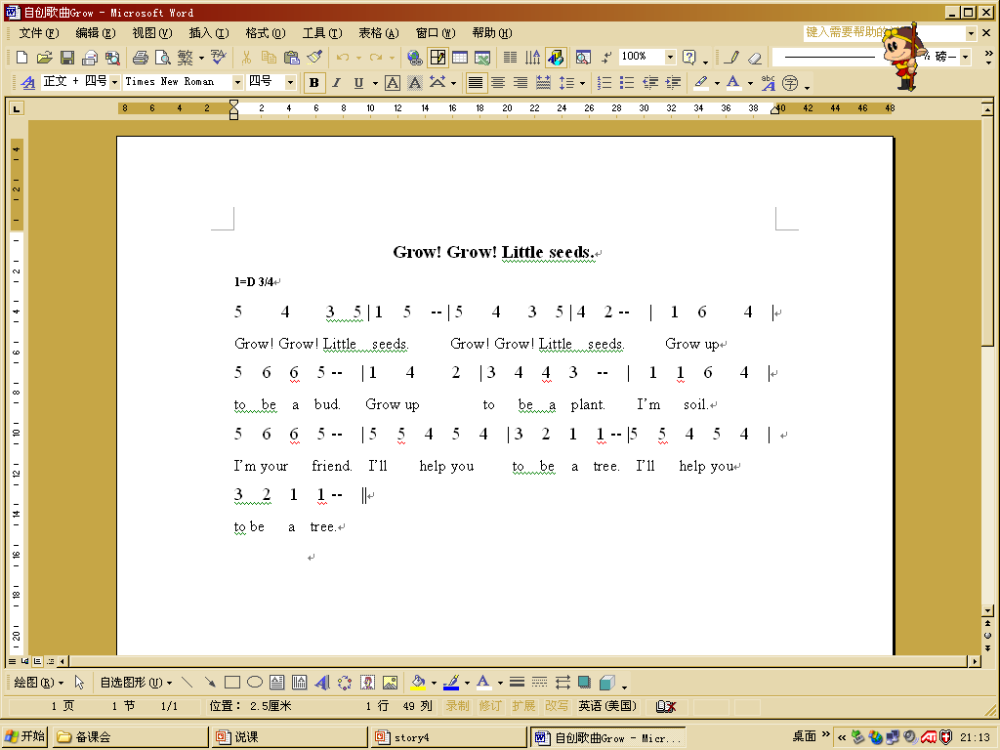 自创歌曲Grow - Microsoft Word
文件(F) 编辑(E) 视图(V) 插入(I) 格式(O) 工具(T) 表格(A) 窗口(W) 帮助(H) 键入需要帮助的
繁 100% 磅
正文 + 四号 Times New Roman 四号 B I U A A A abc A 字
8 6 4 2 2 4 6 8 10 12 14 16 18 20 22 24 26 28 30 32 34 36 38 40 42 44 46 48
Grow! Grow! Little seeds.
1=D 3/4
5 4 3 5 | 1 5 -- | 5 4 3 5 | 4 2 -- | 1 6 4 |
Grow! Grow! Little seeds. Grow! Grow! Little seeds. Grow up
5 6 6 5 -- | 1 4 2 | 3 4 4 3 -- | 1 1 6 4 |
to be a bud. Grow up to be a plant. I'm soil.
5 6 6 5 -- | 5 5 4 5 4 | 3 2 1 1 -- | 5 5 4 5 4 |
I'm your friend. I'll help you to be a tree. I'll help you
3 2 1 1 -- ||
to be a tree.
绘图(R) 自选图形(U)
1 页 1 节 1/1 位置: 2.5厘米 1 行 49 列 录制 修订 扩展 改写 英语(美国)
开始 备课会 说课 story4 自创歌曲Grow - Micr... 桌面 » « 21:13